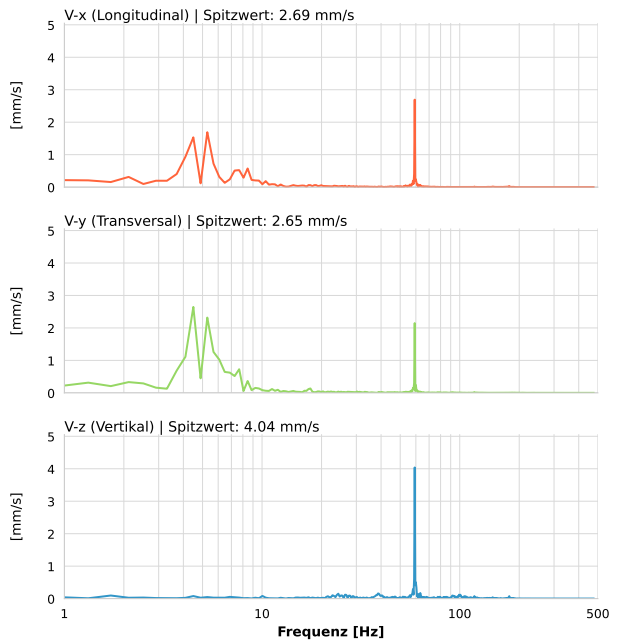 V-x (Longitudinal) | Spitzwert: 2.69 mm/s
5
4
3
2
1
0
[mm/s]
V-y (Transversal) | Spitzwert: 2.65 mm/s
5
4
3
2
1
0
[mm/s]
V-z (Vertikal) | Spitzwert: 4.04 mm/s
5
4
3
2
1
0
[mm/s]
1 10 100 500
Frequenz [Hz]